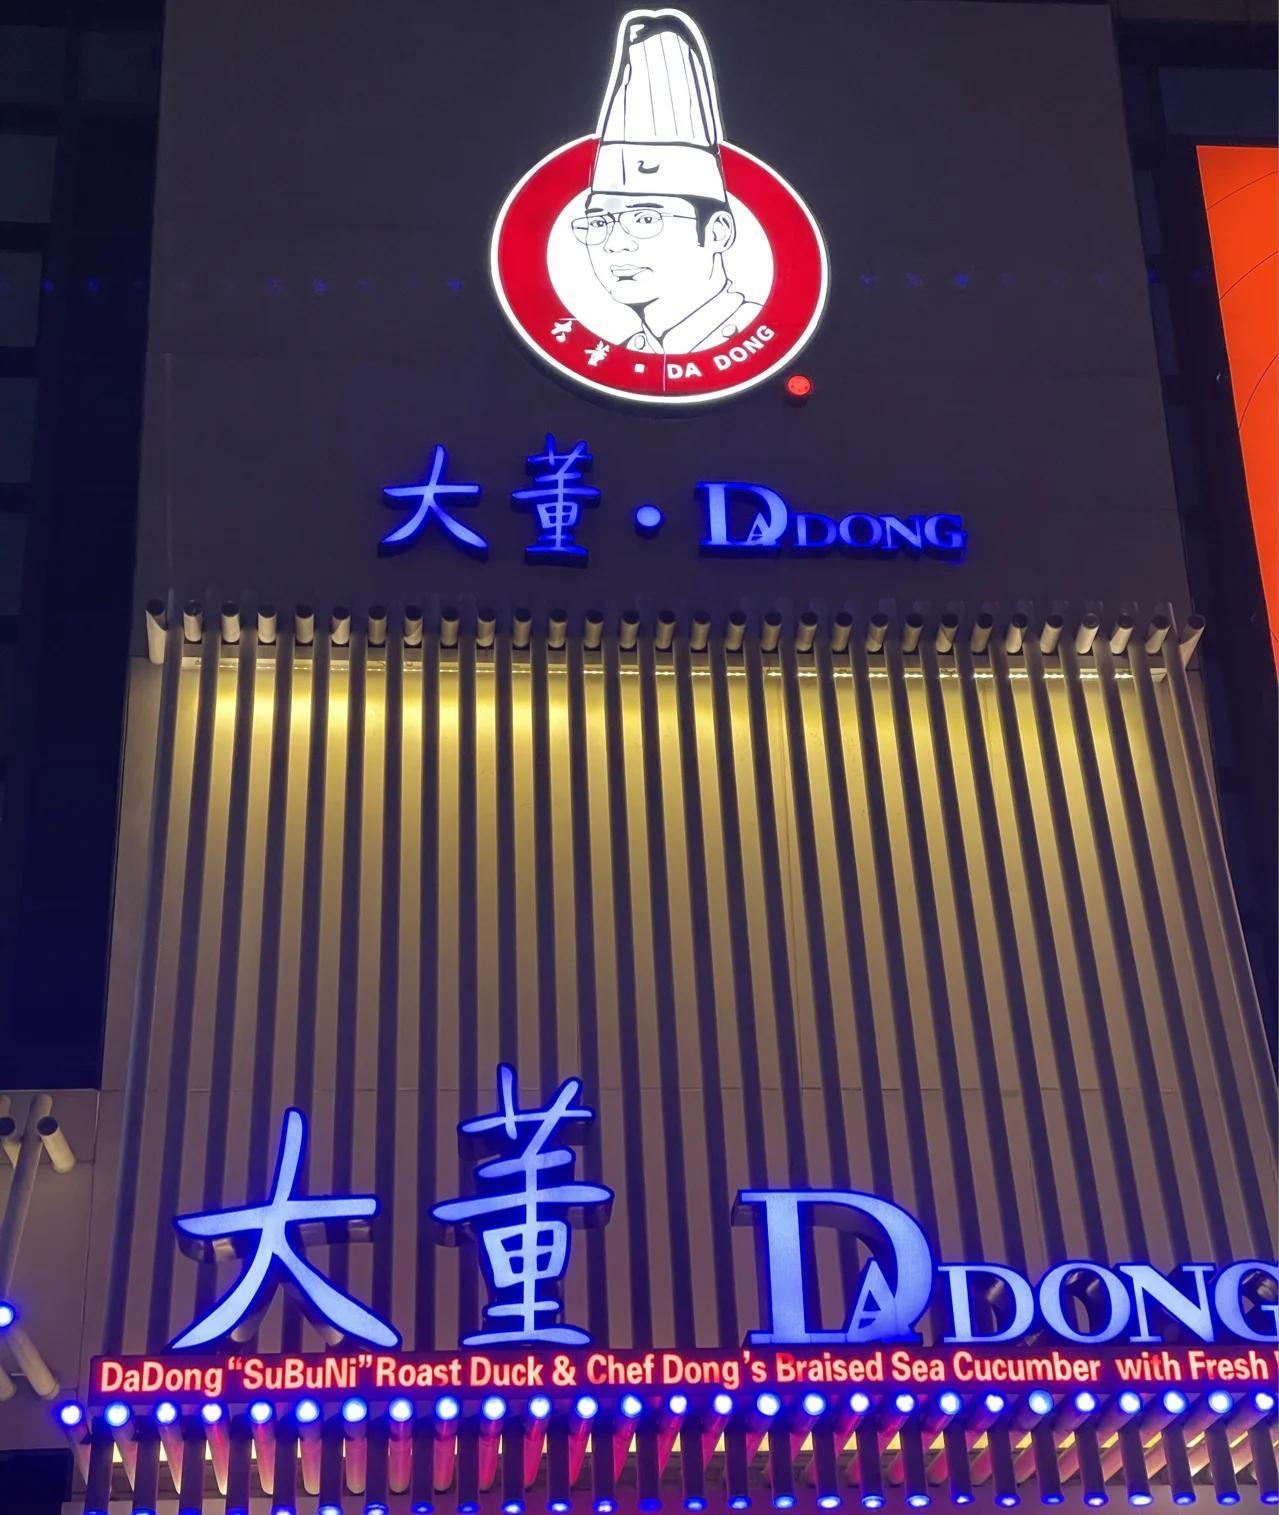 大董 · DA DONG
大董 · DADONG
大董 DADONG
DaDong “SuBuNi” Roast Duck & Chef Dong’s Braised Sea Cucumber with Fresh